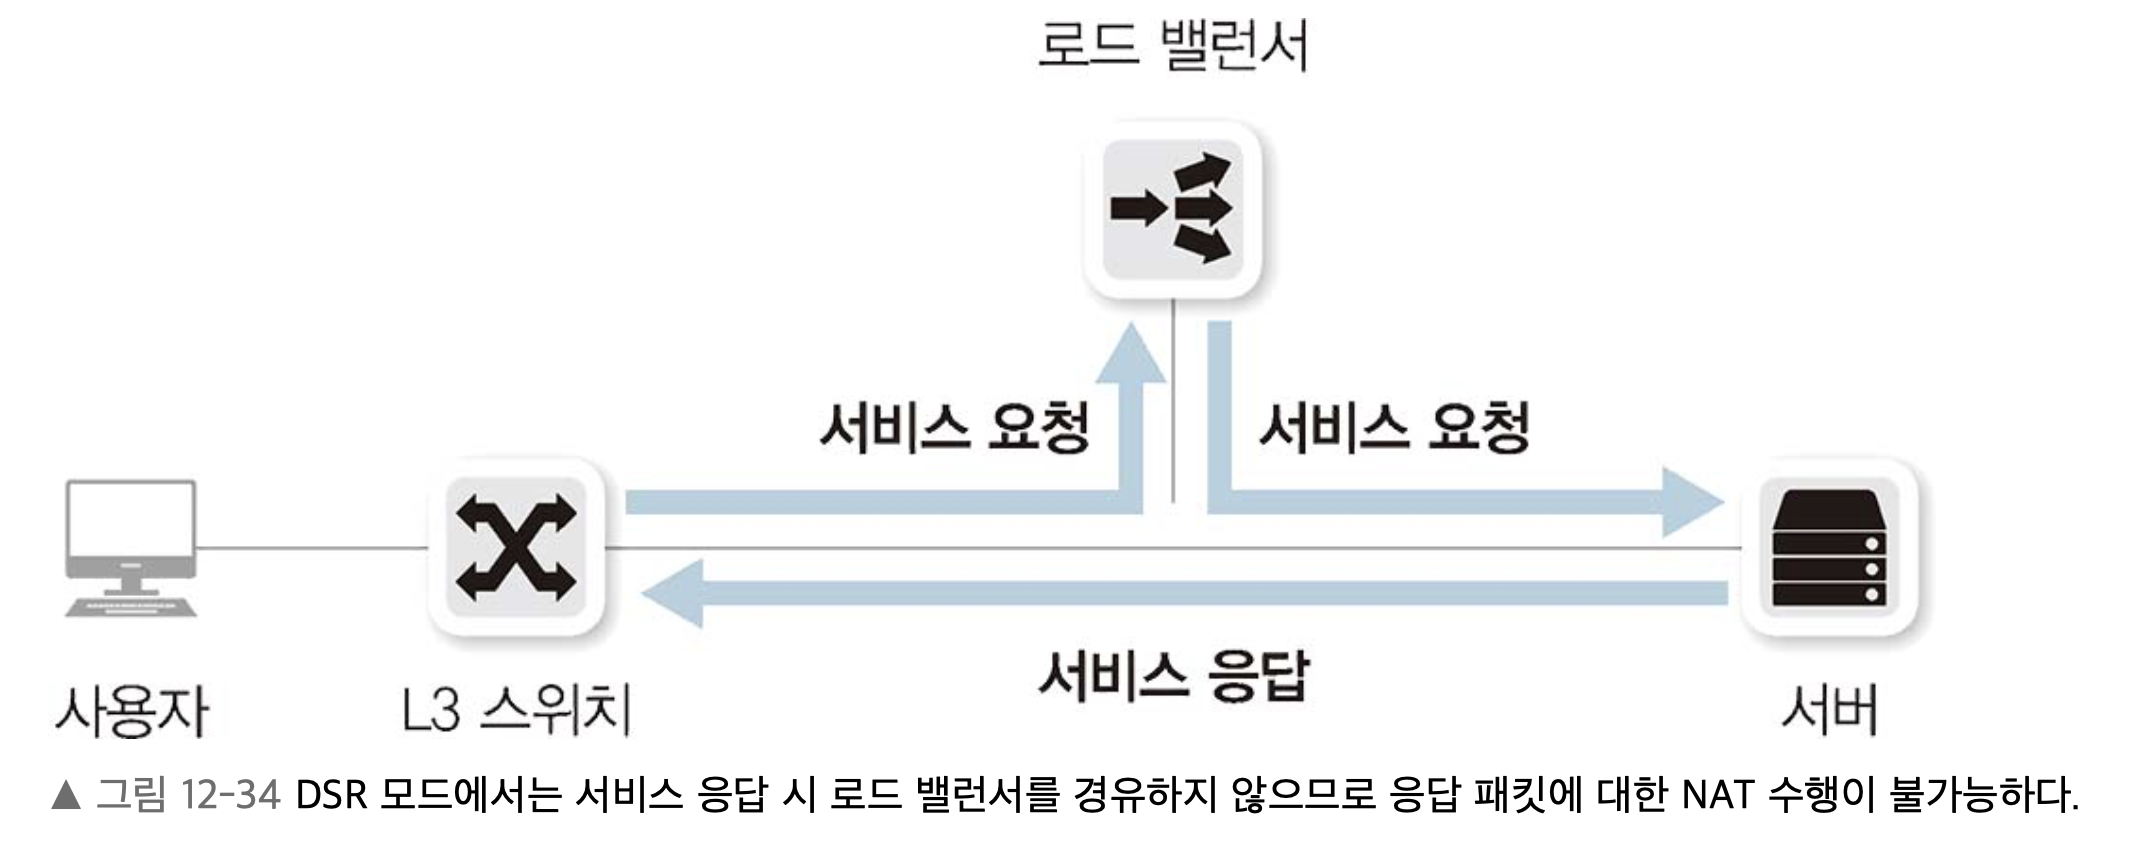 로드 밸런서
서비스 요청
서비스 요청
서비스 응답
사용자
L3 스위치
서버
▲ 그림 12-34 DSR 모드에서는 서비스 응답 시 로드 밸런서를 경유하지 않으므로 응답 패킷에 대한 NAT 수행이 불가능하다.